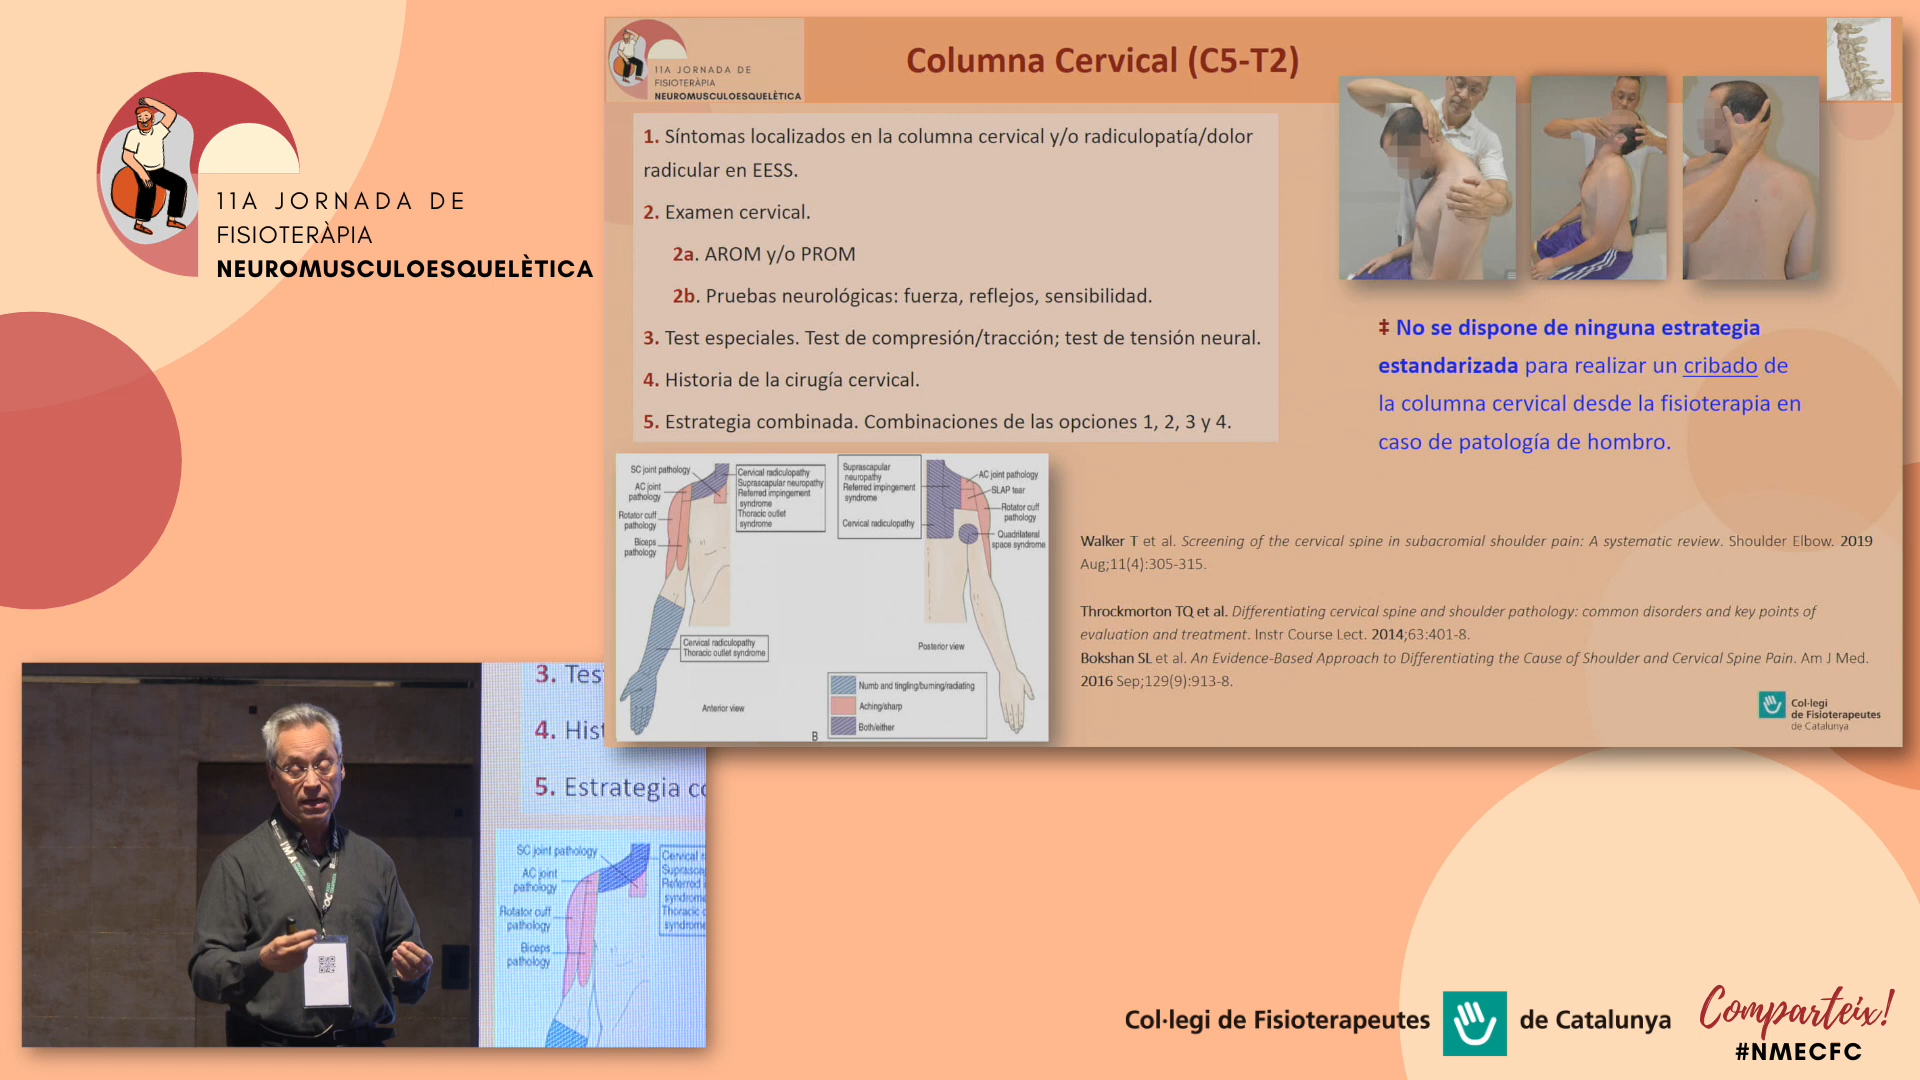 11A JORNADA DE
FISIOTERÀPIA
NEUROMUSCULOESQUELÈTICA
11A JORNADA DE
FISIOTERÀPIA
NEUROMUSCULOESQUELÈTICA
Columna Cervical (C5-T2)
1. Síntomas localizados en la columna cervical y/o radiculopatía/dolor
radicular en EESS.
2. Examen cervical.
2a. AROM y/o PROM
2b. Pruebas neurológicas: fuerza, reflejos, sensibilidad.
3. Test especiales. Test de compresión/tracción; test de tensión neural.
4. Historia de la cirugía cervical.
5. Estrategia combinada. Combinaciones de las opciones 1, 2, 3 y 4.
‡ No se dispone de ninguna estrategia
estandarizada para realizar un cribado de
la columna cervical desde la fisioterapia en
caso de patología de hombro.
SC joint pathology
AC joint
pathology
Rotator cuff
pathology
Biceps
pathology
Cervical radiculopathy
Suprascapular neuropathy
Referred impingement
syndrome
Thoracic outlet
syndrome
Cervical radiculopathy
Thoracic outlet syndrome
Anterior view
Suprascapular
neuropathy
Referred impingement
syndrome
Cervical radiculopathy
AC joint pathology
SLAP tear
Rotator cuff
pathology
Quadrilateral
space syndrome
Posterior view
Numb and tingling/burning/radiating
Aching/sharp
Both/either
B
Walker T et al. Screening of the cervical spine in subacromial shoulder pain: A systematic review. Shoulder Elbow. 2019
Aug;11(4):305-315.
Throckmorton TQ et al. Differentiating cervical spine and shoulder pathology: common disorders and key points of
evaluation and treatment. Instr Course Lect. 2014;63:401-8.
Bokshan SL et al. An Evidence-Based Approach to Differentiating the Cause of Shoulder and Cervical Spine Pain. Am J Med.
2016 Sep;129(9):913-8.
Col·legi
de Fisioterapeutes
de Catalunya
3. Tes
4. His
5. Estrategia co
SC joint pathology
AC joint
pathology
Rotator cuff
pathology
Biceps
pathology
Cervical r
Suprasca
Referred i
syndrome
Thoracic o
syndrome
Col·legi de Fisioterapeutes de Catalunya
Comparteix!
#NMECFC